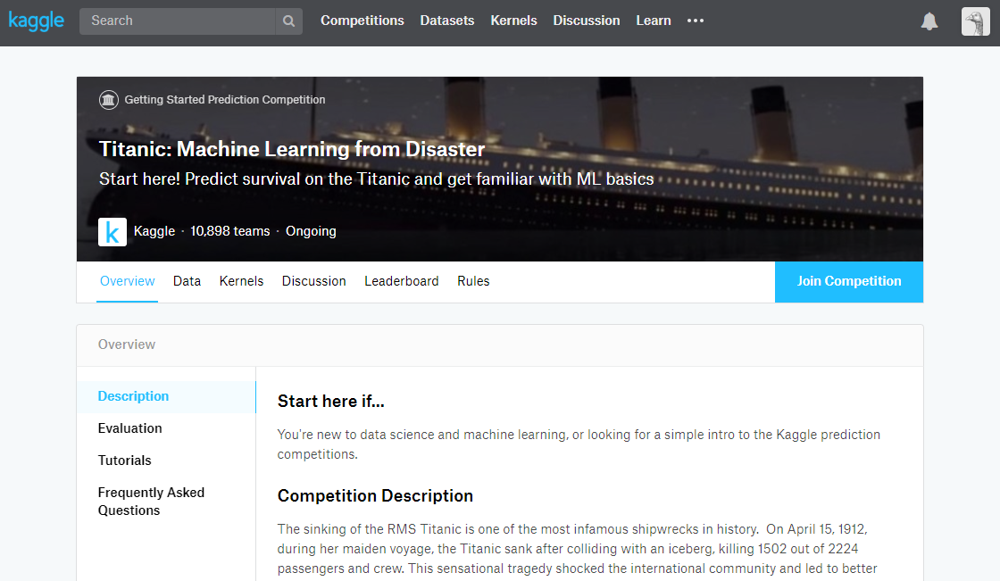 kaggle
Search
Competitions
Datasets
Kernels
Discussion
Learn
Getting Started Prediction Competition
Titanic: Machine Learning from Disaster
Start here! Predict survival on the Titanic and get familiar with ML basics
k
Kaggle · 10,898 teams · Ongoing
Overview
Data
Kernels
Discussion
Leaderboard
Rules
Join Competition
Overview
Description
Evaluation
Tutorials
Frequently Asked
Questions
Start here if...
You're new to data science and machine learning, or looking for a simple intro to the Kaggle prediction
competitions.
Competition Description
The sinking of the RMS Titanic is one of the most infamous shipwrecks in history.  On April 15, 1912,
during her maiden voyage, the Titanic sank after colliding with an iceberg, killing 1502 out of 2224
passengers and crew. This sensational tragedy shocked the international community and led to better